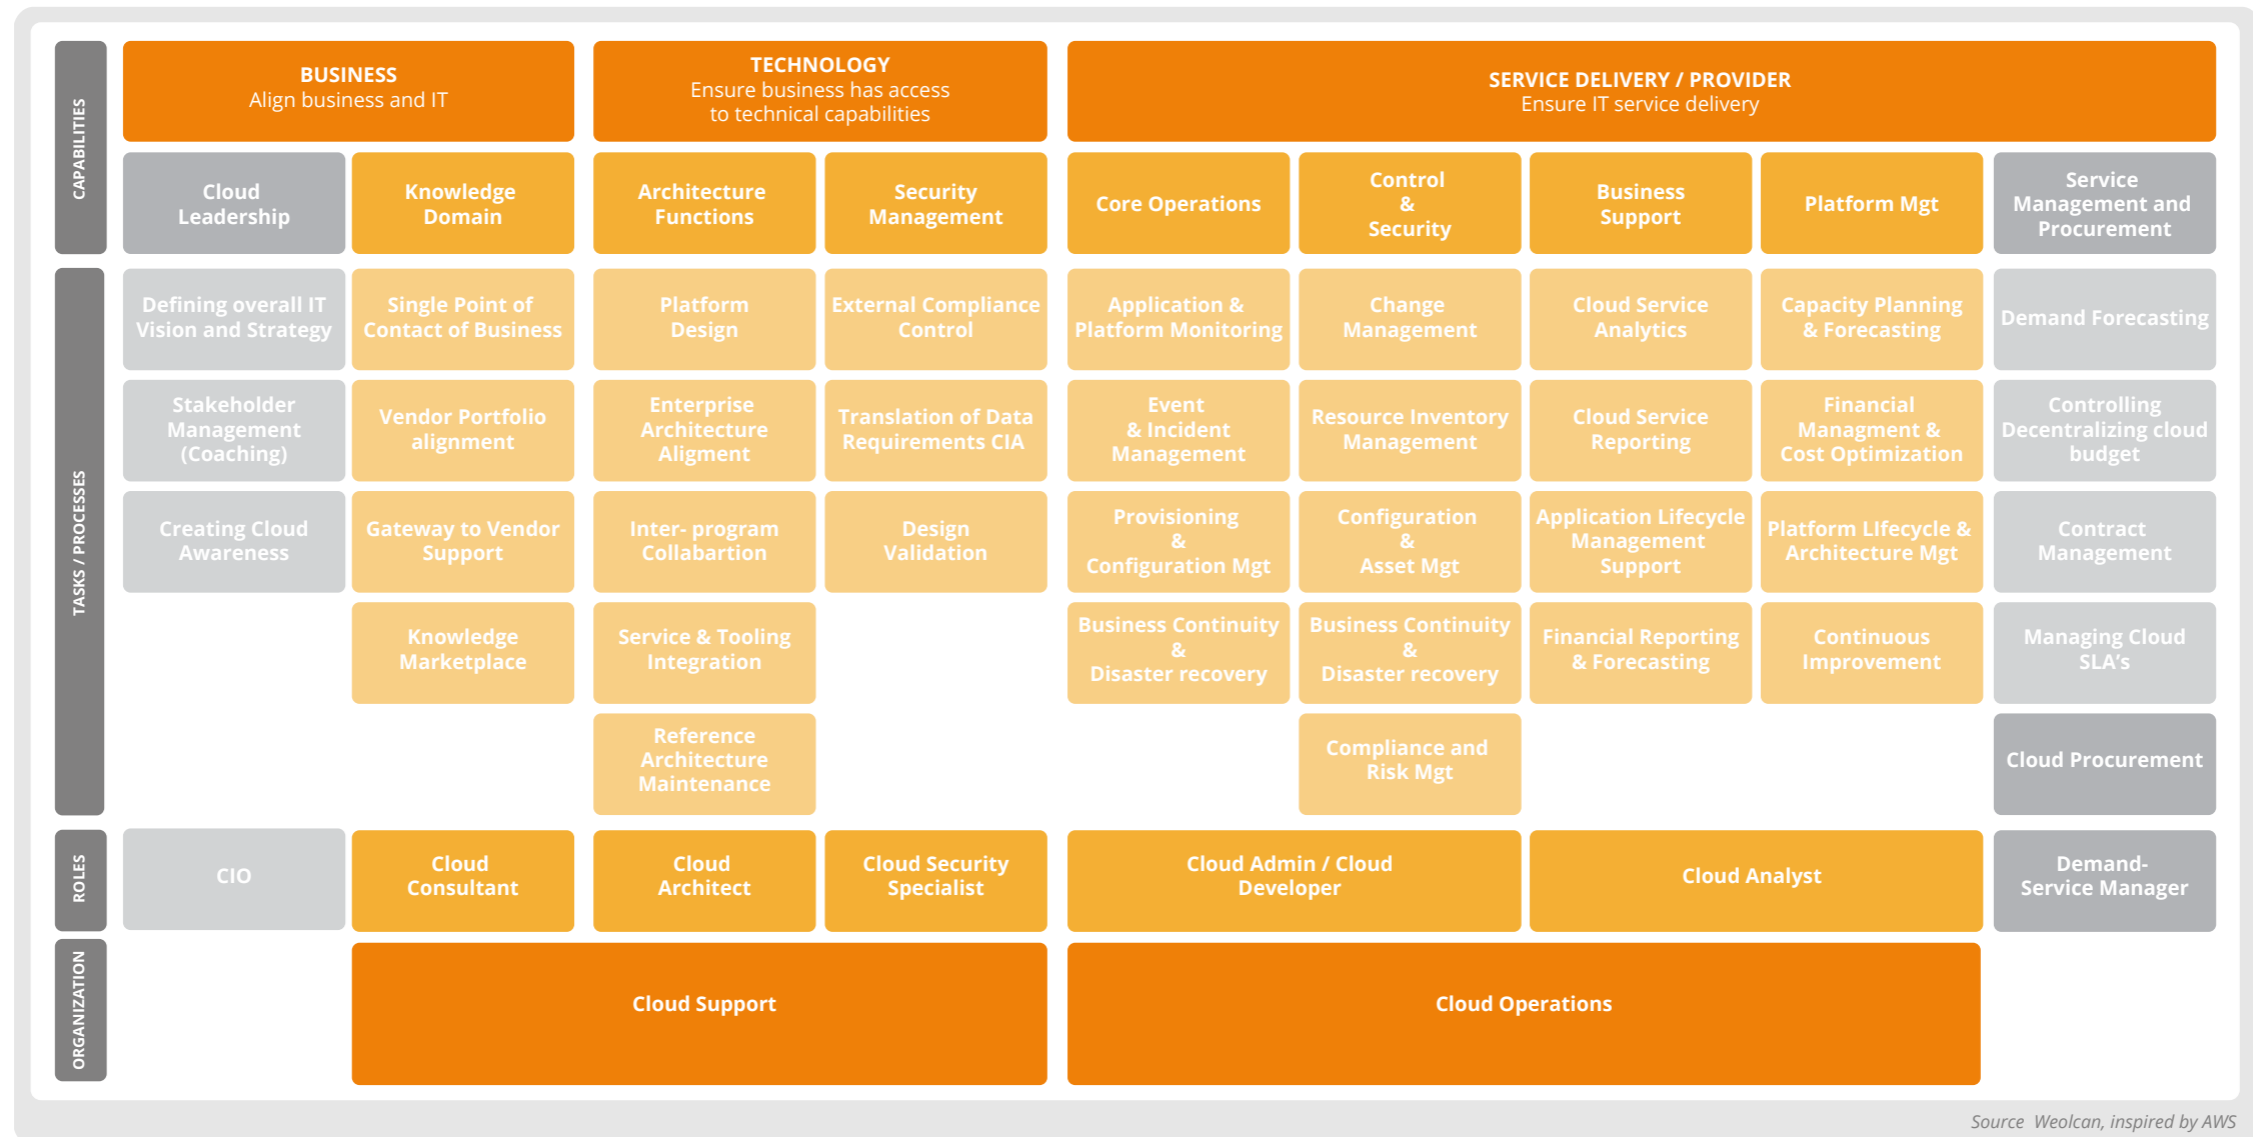 CAPABILITIES
BUSINESS
Align business and IT
TECHNOLOGY
Ensure business has access
to technical capabilities
SERVICE DELIVERY / PROVIDER
Ensure IT service delivery
Cloud
Leadership
Knowledge
Domain
Architecture
Functions
Security
Management
Core Operations
Control
&
Security
Business
Support
Platform Mgt
Service
Management and
Procurement
TASKS / PROCESSES
Defining overall IT
Vision and Strategy
Single Point of
Contact of Business
Platform
Design
External Compliance
Control
Application &
Platform Monitoring
Change
Management
Cloud Service
Analytics
Capacity Planning
& Forecasting
Demand Forecasting
Stakeholder
Management
(Coaching)
Vendor Portfolio
alignment
Enterprise
Architecture
Aligment
Translation of Data
Requirements CIA
Event
& Incident
Management
Resource Inventory
Management
Cloud Service
Reporting
Financial
Managment &
Cost Optimization
Controlling
Decentralizing cloud
budget
Creating Cloud
Awareness
Gateway to Vendor
Support
Inter- program
Collabartion
Design
Validation
Provisioning
&
Configuration Mgt
Configuration
&
Asset Mgt
Application Lifecycle
Management
Support
Platform LIfecycle &
Architecture Mgt
Contract
Management
Knowledge
Marketplace
Service & Tooling
Integration
Business Continuity
&
Disaster recovery
Business Continuity
&
Disaster recovery
Financial Reporting
& Forecasting
Continuous
Improvement
Managing Cloud
SLA’s
Reference
Architecture
Maintenance
Compliance and
Risk Mgt
Cloud Procurement
ROLES
CIO
Cloud
Consultant
Cloud
Architect
Cloud Security
Specialist
Cloud Admin / Cloud
Developer
Cloud Analyst
Demand-
Service Manager
ORGANIZATION
Cloud Support
Cloud Operations
Source Weolcan, inspired by AWS